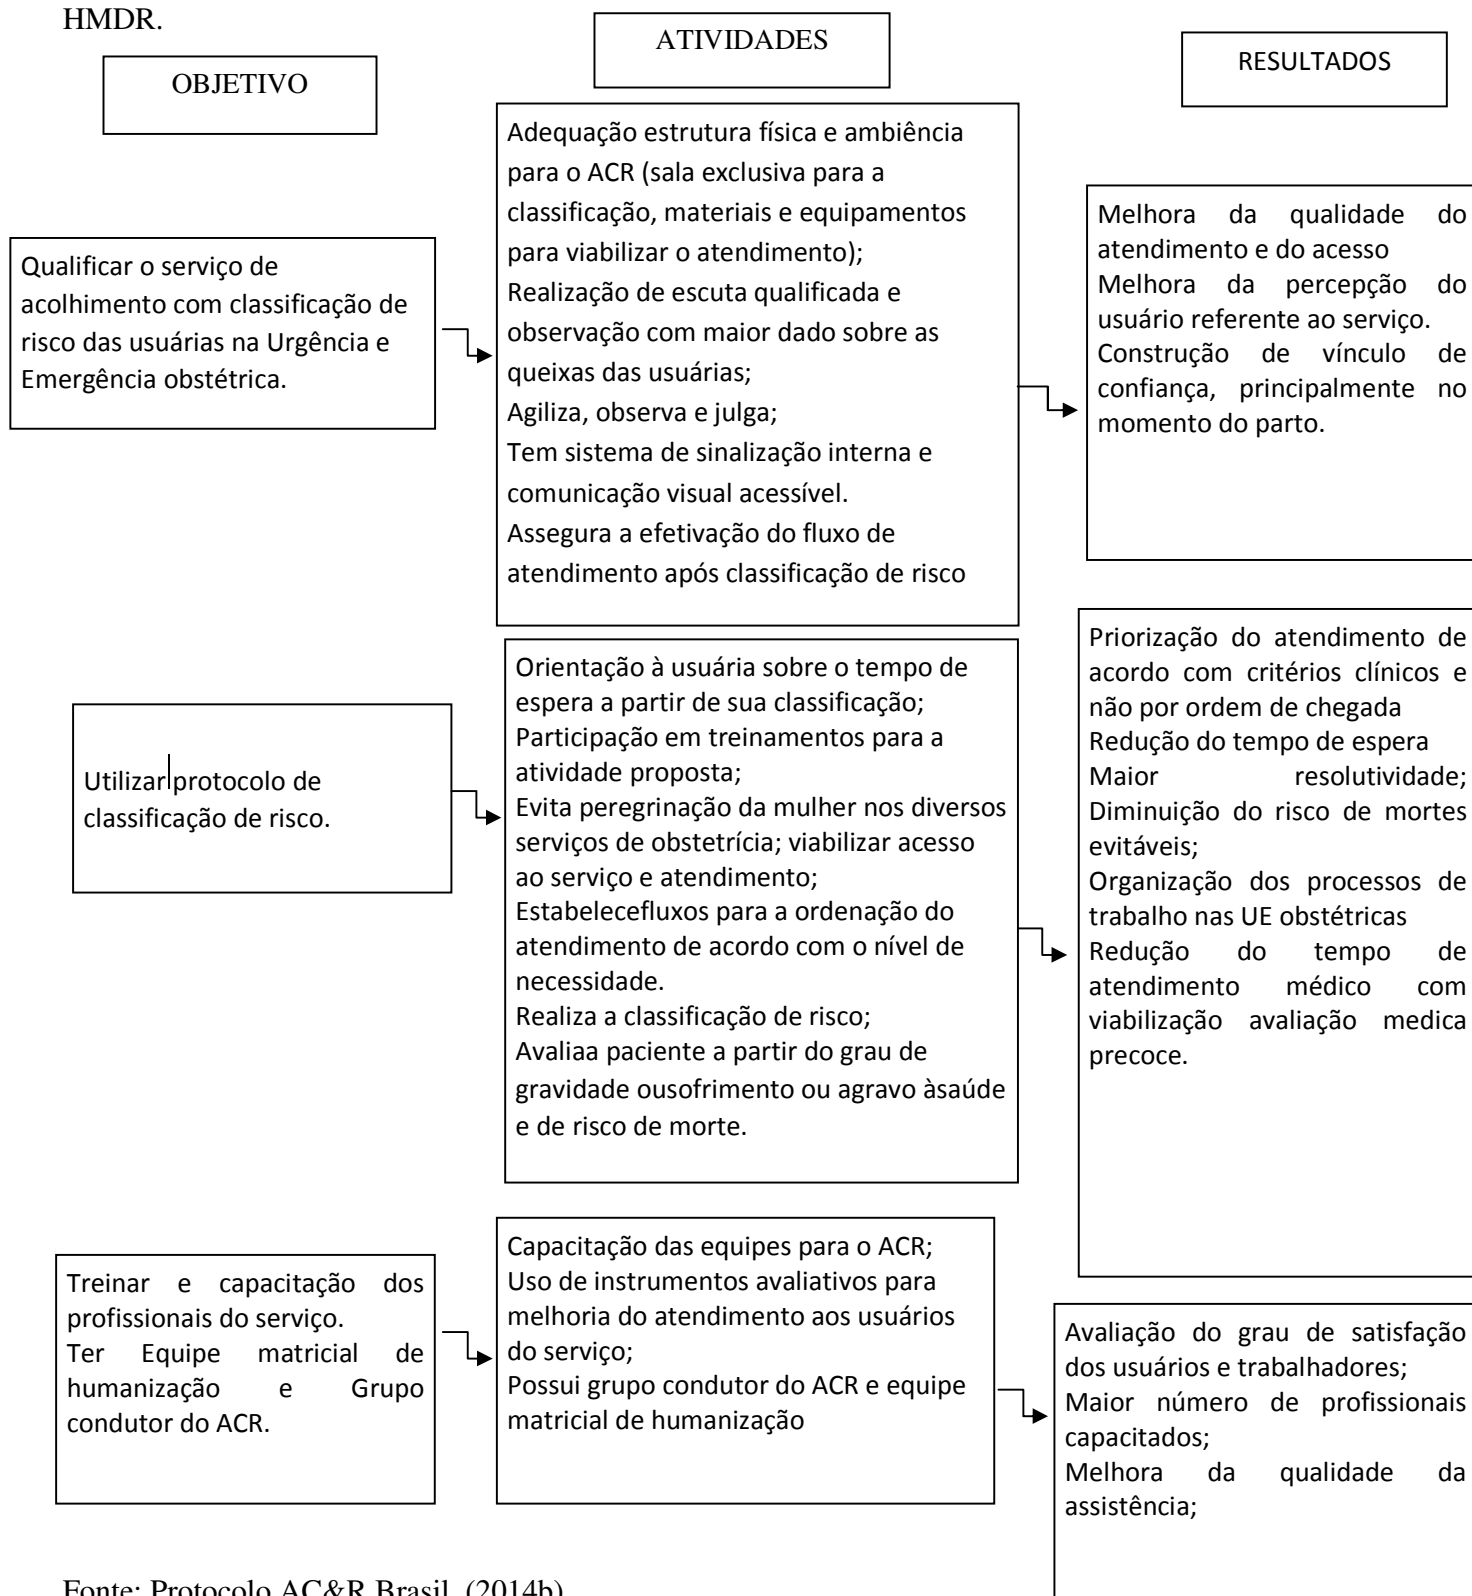 HMDR.
OBJETIVO
ATIVIDADES
RESULTADOS
Qualificar o serviço de
acolhimento com classificação de
risco das usuárias na Urgência e
Emergência obstétrica.
Adequação estrutura física e ambiência
para o ACR (sala exclusiva para a
classificação, materiais e equipamentos
para viabilizar o atendimento);
Realização de escuta qualificada e
observação com maior dado sobre as
queixas das usuárias;
Agiliza, observa e julga;
Tem sistema de sinalização interna e
comunicação visual acessível.
Assegura a efetivação do fluxo de
atendimento após classificação de risco
Melhora da qualidade do
atendimento e do acesso
Melhora da percepção do
usuário referente ao serviço.
Construção de vínculo de
confiança, principalmente no
momento do parto.
Utilizar protocolo de
classificação de risco.
Orientação à usuária sobre o tempo de
espera a partir de sua classificação;
Participação em treinamentos para a
atividade proposta;
Evita peregrinação da mulher nos diversos
serviços de obstetrícia; viabilizar acesso
ao serviço e atendimento;
Estabelecefluxos para a ordenação do
atendimento de acordo com o nível de
necessidade.
Realiza a classificação de risco;
Avaliaa paciente a partir do grau de
gravidade ousofrimento ou agravo àsaúde
e de risco de morte.
Priorização do atendimento de
acordo com critérios clínicos e
não por ordem de chegada
Redução do tempo de espera
Maior resolutividade;
Diminuição do risco de mortes
evitáveis;
Organização dos processos de
trabalho nas UE obstétricas
Redução do tempo de
atendimento médico com
viabilização avaliação medica
precoce.
Treinar e capacitação dos
profissionais do serviço.
Ter Equipe matricial de
humanização e Grupo
condutor do ACR.
Capacitação das equipes para o ACR;
Uso de instrumentos avaliativos para
melhoria do atendimento aos usuários
do serviço;
Possui grupo condutor do ACR e equipe
matricial de humanização
Avaliação do grau de satisfação
dos usuários e trabalhadores;
Maior número de profissionais
capacitados;
Melhora da qualidade da
assistência;
Fonte: Protocolo AC&R Brasil, (2014b)